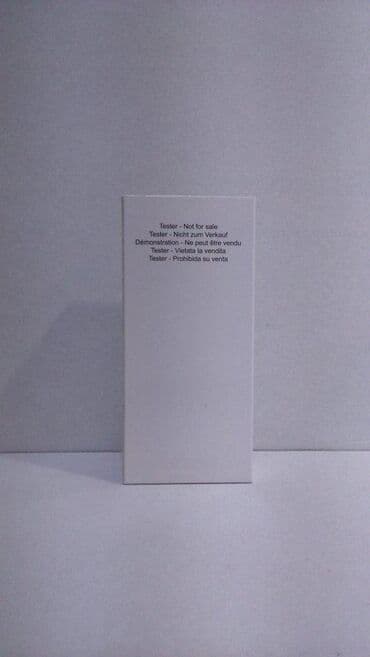 Tester - Not for sale
Tester - Nicht zum Verkauf
Démonstration - Ne peut être vendu
Tester - Vietata la vendita
Tester - Prohibida su venta